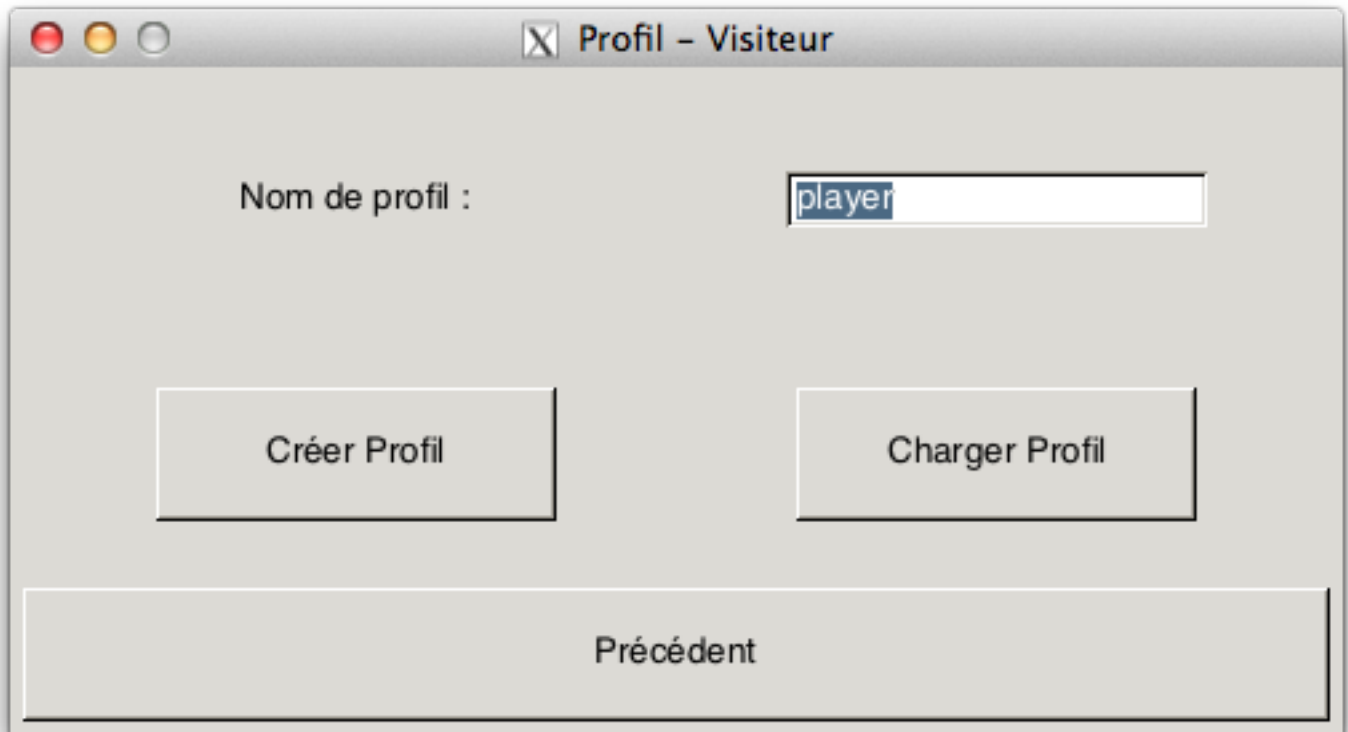 Profil – Visiteur
Nom de profil :
player
Créer Profil
Charger Profil
Précédent